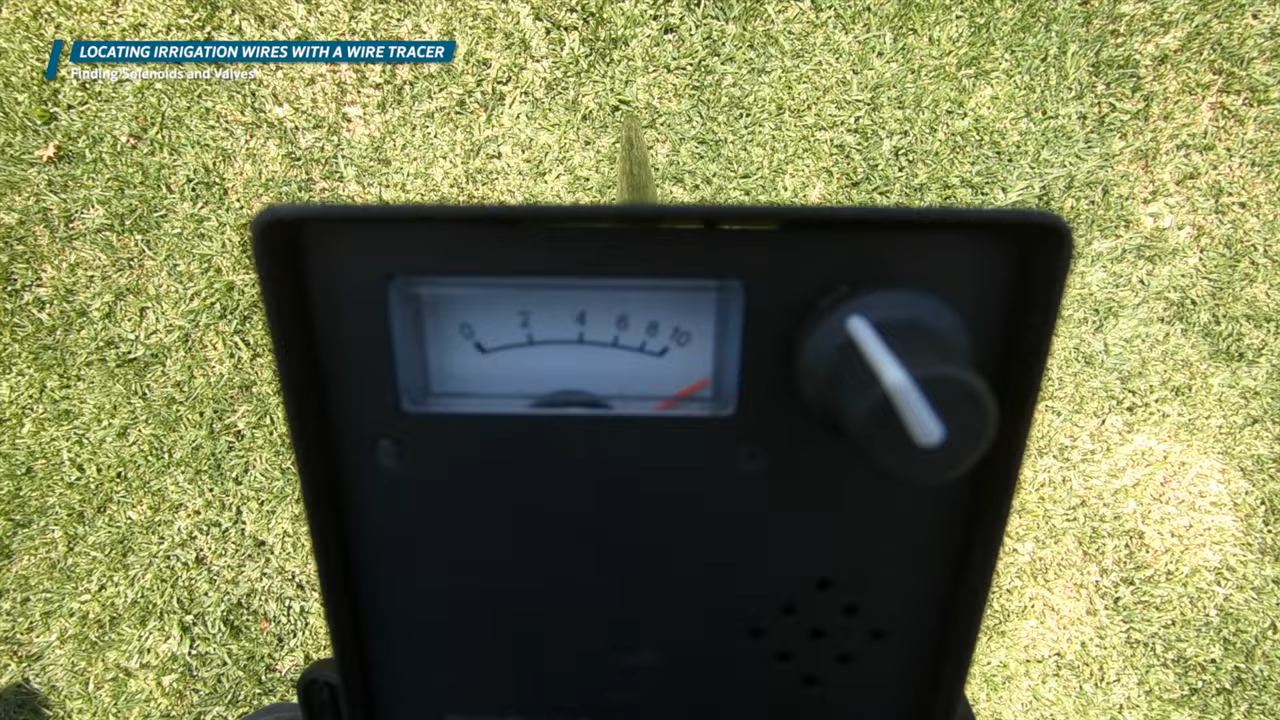 LOCATING IRRIGATION WIRES WITH A WIRE TRACER
Finding Solenoids and Valves
0 2 4 6 8 10